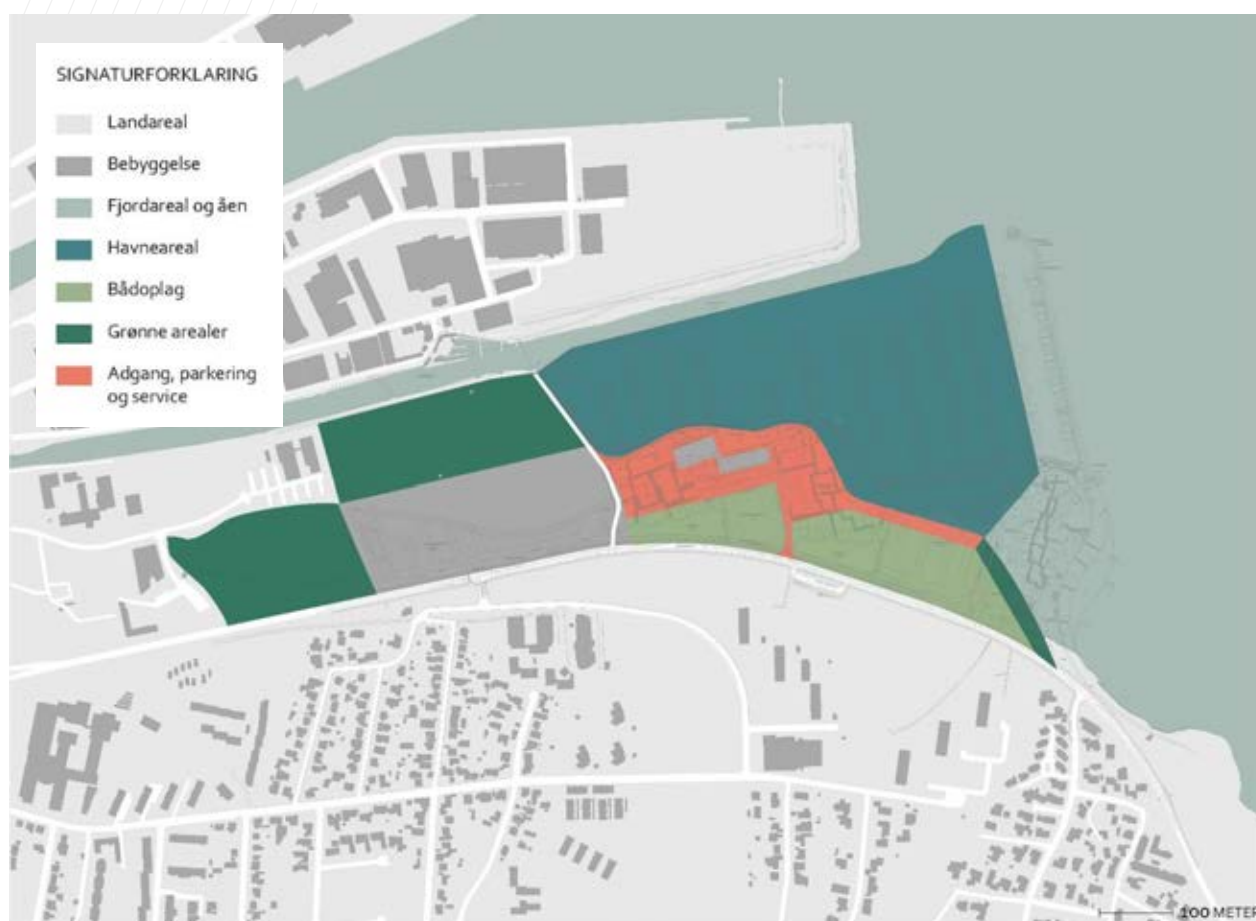 SIGNATURFORKLARING
Landareal
Bebyggelse
Fjordareal og åen
Havneareal
Bådoplag
Grønne arealer
Adgang, parkering
og service
100 METER